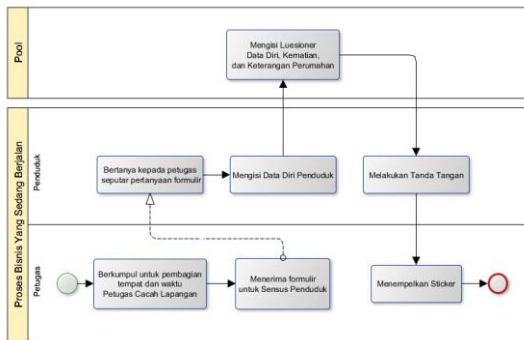 Pool
Mengisi Luesioner
Data Diri, Kematian,
dan Keterangan Perumahan
Proses Bisnis Yang Sedang Berjalan
Penduduk
Bertanya kepada petugas
seputar pertanyaan formulir
Mengisi Data Diri Penduduk
Melakukan Tanda Tangan
Petugas
Berkumpul untuk pembagian
tempat dan waktu
Petugas Cacah Lapangan
Menerima formulir
untuk Sensus Penduduk
Menempelkan Sticker